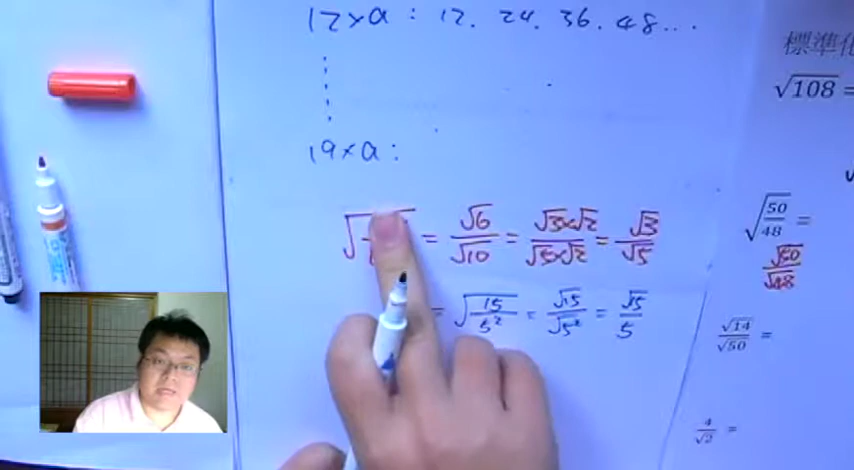 12×a : 12. 24. 36. 48....
19×a :
= √6/√10 = √3×√2/√5×√2 = √3/√5
= √(15/5²) = √15/√5² = √15/5
標準化
√108 =
√(50/48) =
√50/√48
√14/√50 =
4/√2 =